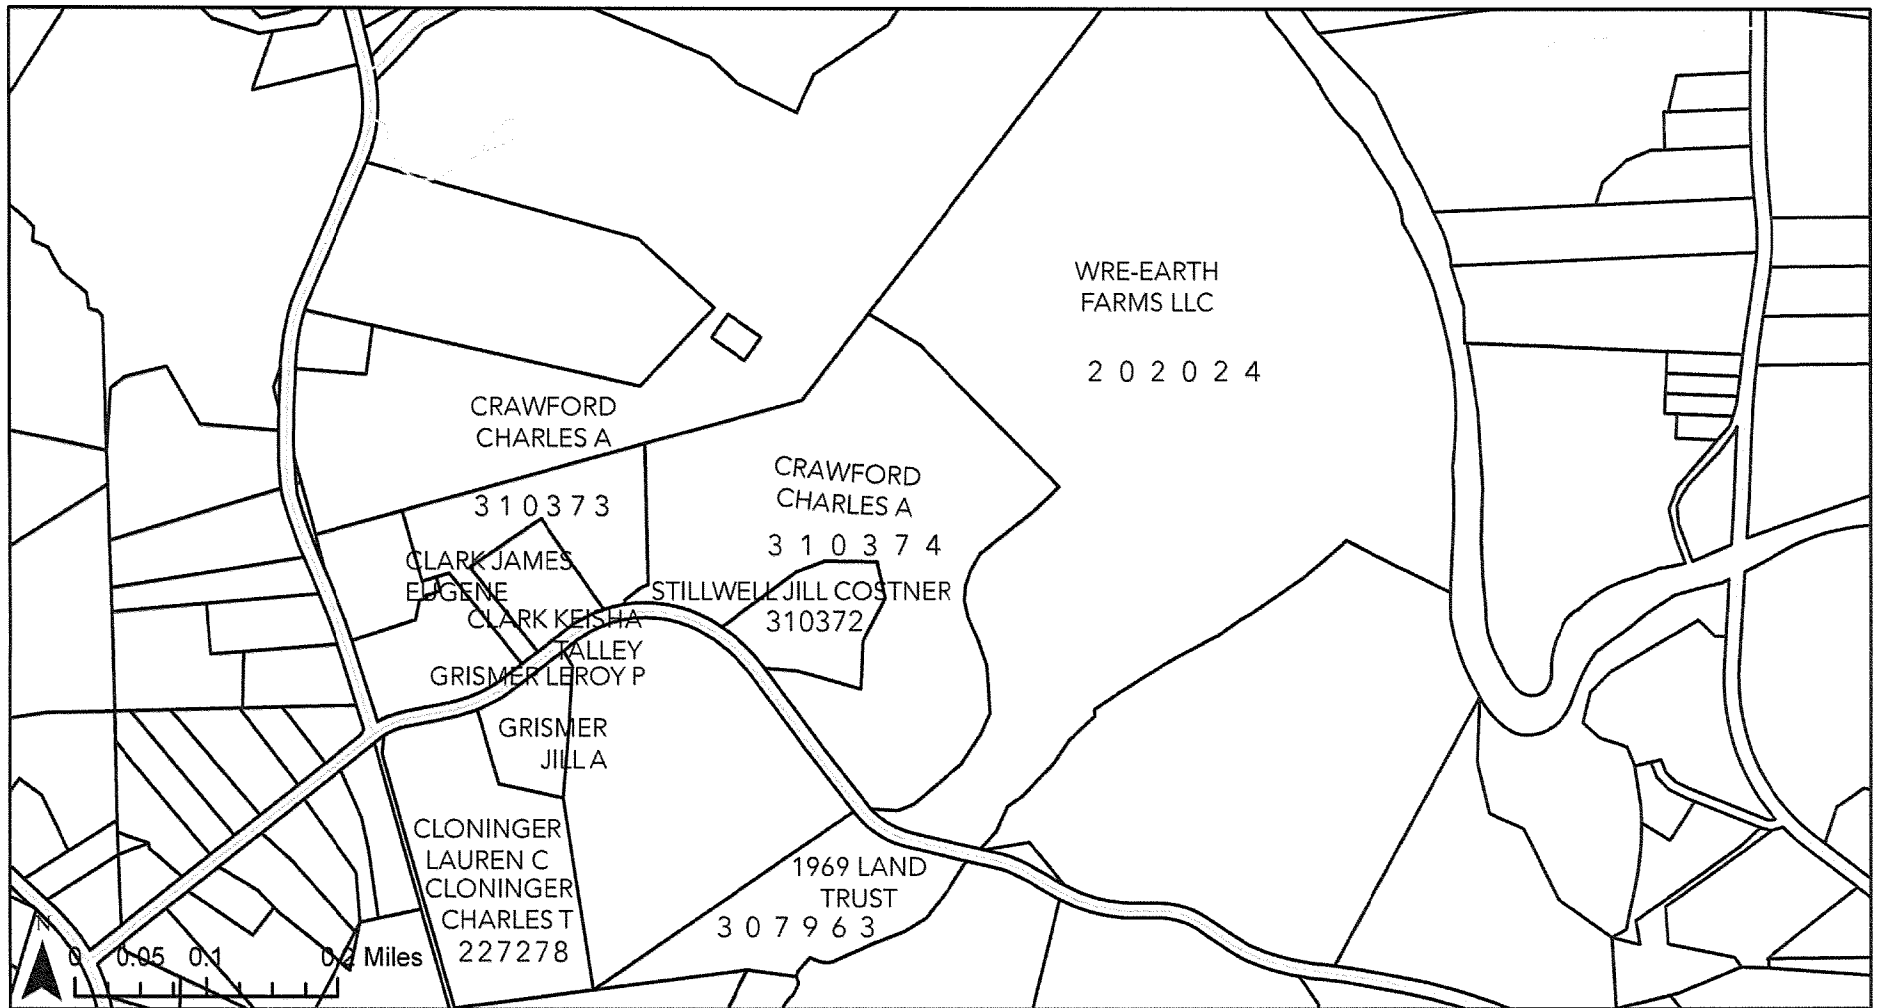 WRE-EARTH
FARMS LLC
2 0 2 0 2 4
CRAWFORD
CHARLES A
3 1 0 3 7 3
CRAWFORD
CHARLES A
3 1 0 3 7 4
CLARK JAMES
EUGENE
STILLWELL JILL COSTNER
310372
CLARK KEISHA
TALLEY
GRISMER LEROY P
GRISMER
JILL A
CLONINGER
LAUREN C
CLONINGER
CHARLES T
227278
1969 LAND
TRUST
3 0 7 9 6 3
N
0 0.05 0.1 0.2 Miles